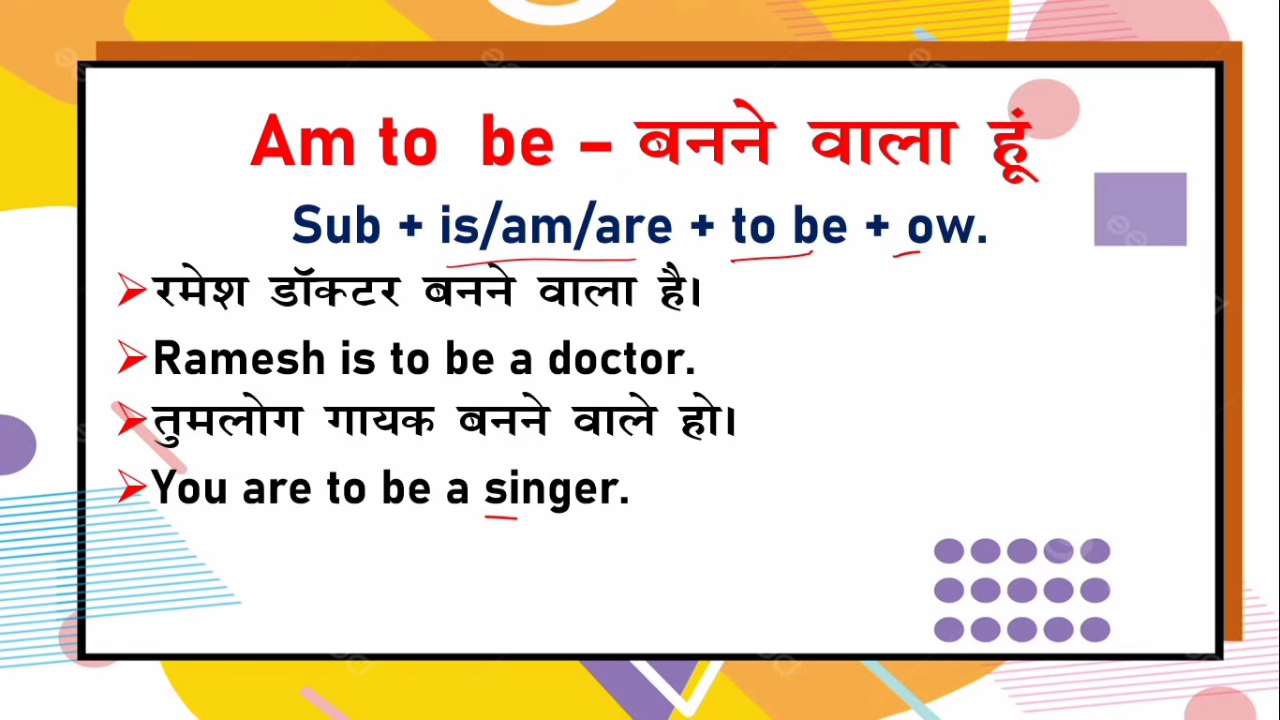 Am to be – बनने वाला हूं
Sub + is/am/are + to be + ow.
रमेश डॉक्टर बनने वाला है।
Ramesh is to be a doctor.
तुमलोग गायक बनने वाले हो।
You are to be a singer.